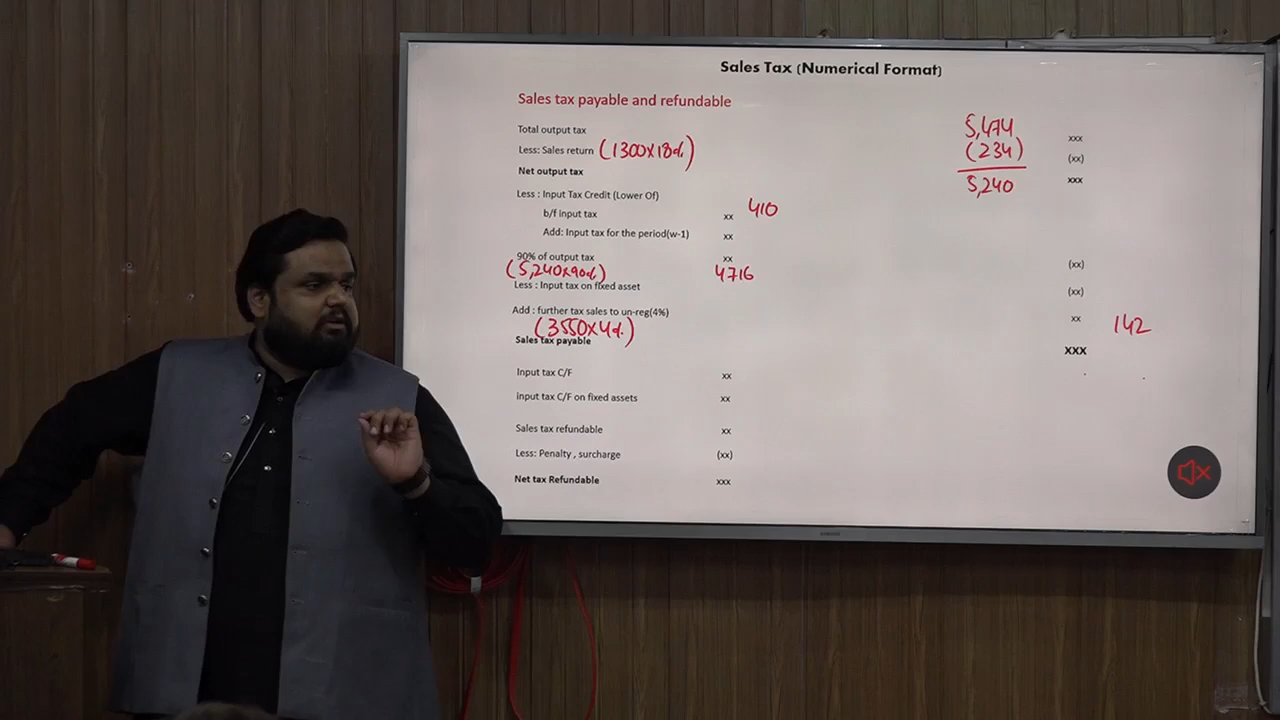 Sales Tax (Numerical Format)
Sales tax payable and refundable
Total output tax 5,474 xxx
Less: Sales return (1300x18%) (234) (xx)
Net output tax 5,240 xxx
Less : Input Tax Credit (Lower Of)
b/f input tax xx 410
Add: Input tax for the period(w-1) xx
90% of output tax xx (xx)
(5,240x90%) 4716
Less : Input tax on fixed asset (xx)
Add : further tax sales to un-reg(4%) xx 142
(3550x4%)
Sales tax payable XXX
Input tax C/F xx
input tax C/F on fixed assets xx
Sales tax refundable xx
Less: Penalty , surcharge (xx)
Net tax Refundable xxx